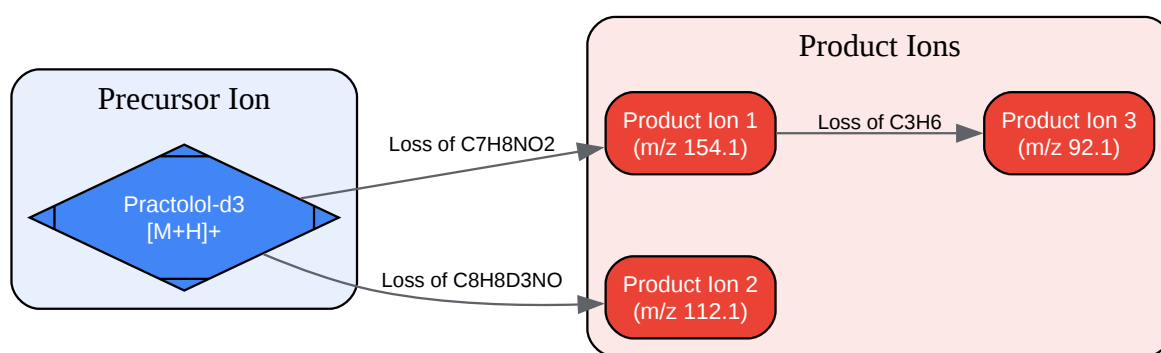 Precursor Ion
Practolol-d3
[M+H]+
Loss of C7H8NO2
Loss of C8H8D3NO
Product Ions
Product Ion 1
(m/z 154.1)
Loss of C3H6
Product Ion 3
(m/z 92.1)
Product Ion 2
(m/z 112.1)